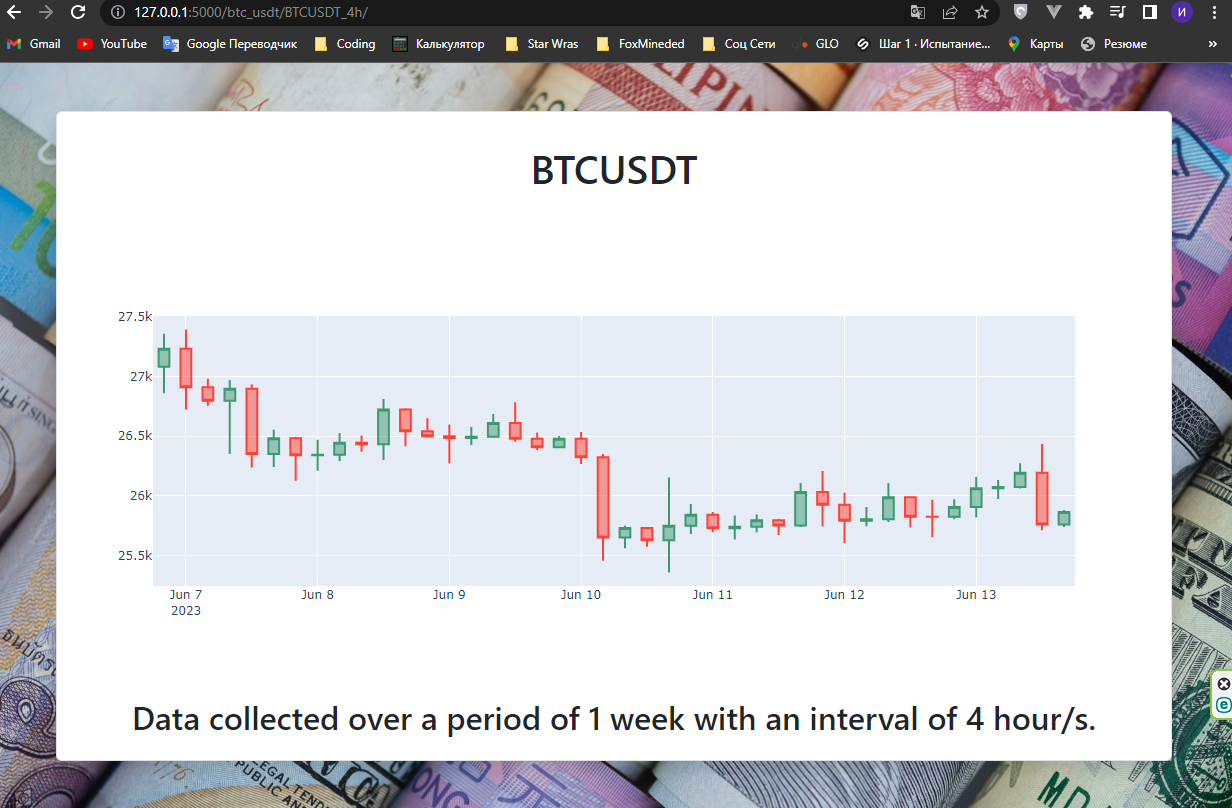 127.0.0.1:5000/btc_usdt/BTCUSDT_4h/
И
Gmail YouTube Google Переводчик Coding Калькулятор Star Wras FoxMineded Соц Сети GLO Шаг 1 · Испытание... Карты Резюме »
BTCUSDT
27.5k
27k
26.5k
26k
25.5k
Jun 7 Jun 8 Jun 9 Jun 10 Jun 11 Jun 12 Jun 13
2023
Data collected over a period of 1 week with an interval of 4 hour/s.